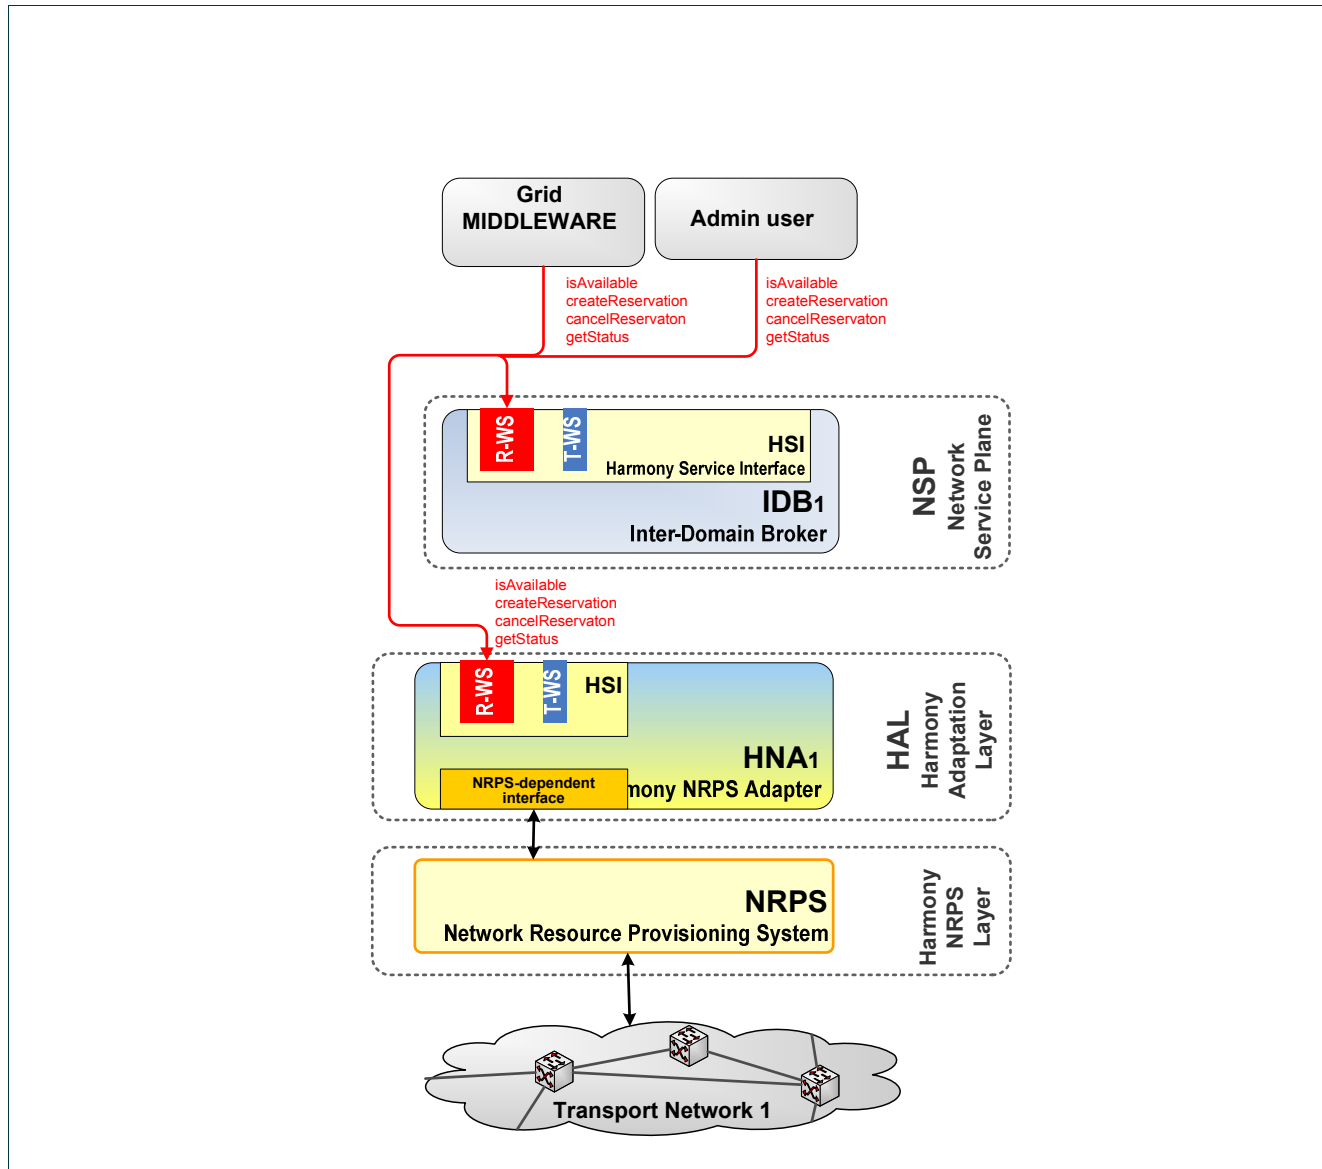 Grid
MIDDLEWARE
Admin user
isAvailable
createReservation
cancelReservaton
getStatus
isAvailable
createReservation
cancelReservaton
getStatus
R-WS
T-WS
HSI
Harmony Service Interface
IDB1
Inter-Domain Broker
NSP
Network
Service Plane
isAvailable
createReservation
cancelReservaton
getStatus
R-WS
T-WS
HSI
HNA1
mony NRPS Adapter
NRPS-dependent
interface
HAL
Harmony
Adaptation
Layer
NRPS
Network Resource Provisioning System
Harmony
NRPS
Layer
Transport Network 1